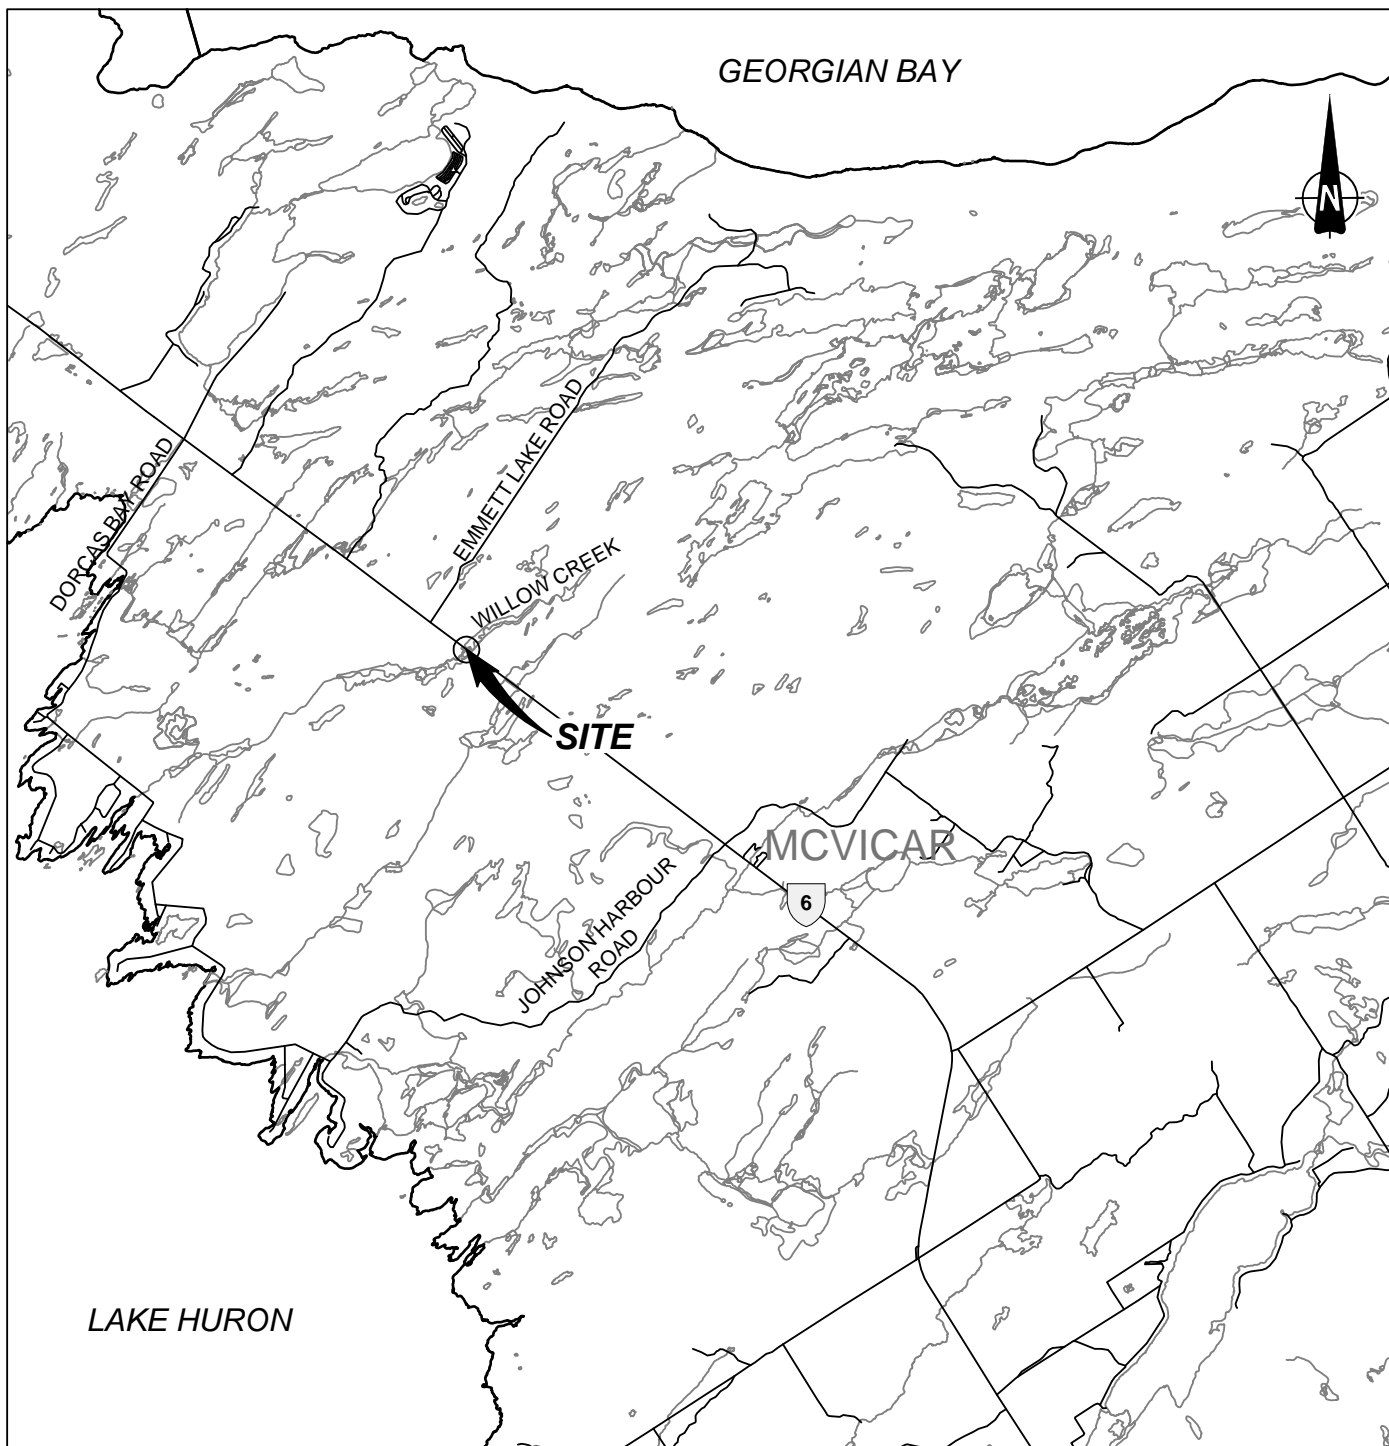 GEORGIAN BAY
N
DORCAS BAY ROAD
EMMETT LAKE ROAD
WILLOW CREEK
SITE
MCVICAR
6
JOHNSON HARBOUR
ROAD
LAKE HURON